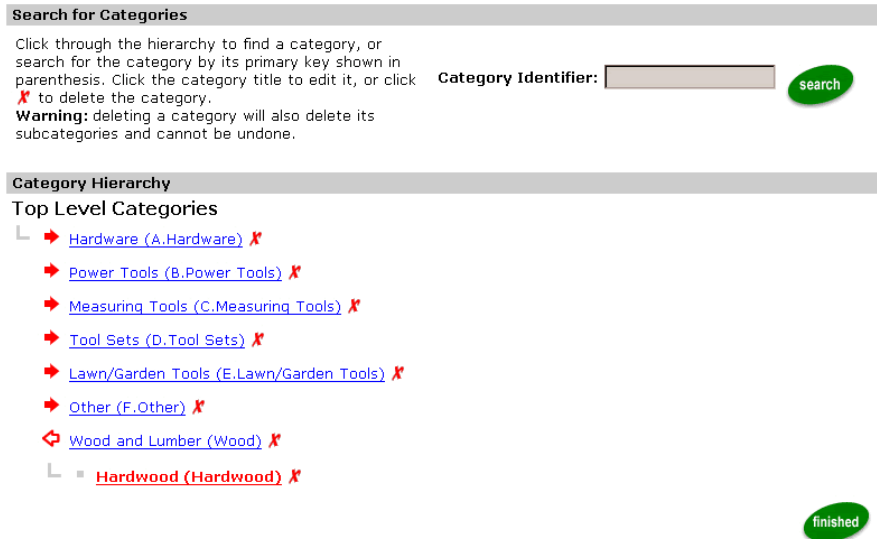 Search for Categories
Click through the hierarchy to find a category, or
search for the category by its primary key shown in
parenthesis. Click the category title to edit it, or click
✗ to delete the category.
Warning: deleting a category will also delete its
subcategories and cannot be undone.
Category Identifier:
search
Category Hierarchy
Top Level Categories
Hardware (A.Hardware) ✗
Power Tools (B.Power Tools) ✗
Measuring Tools (C.Measuring Tools) ✗
Tool Sets (D.Tool Sets) ✗
Lawn/Garden Tools (E.Lawn/Garden Tools) ✗
Other (F.Other) ✗
Wood and Lumber (Wood) ✗
Hardwood (Hardwood) ✗
finished